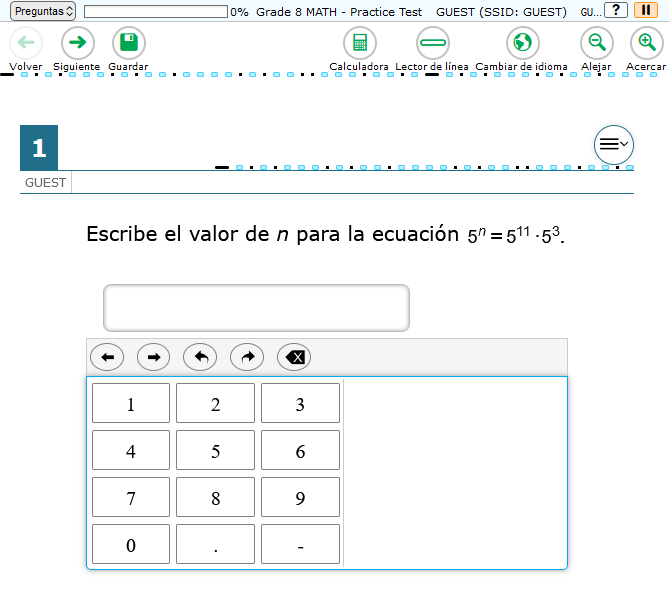 Preguntas 0% Grade 8 MATH - Practice Test GUEST (SSID: GUEST) GU... ?
Volver Siguiente Guardar Calculadora Lector de línea Cambiar de idioma Alejar Acercar
1
GUEST
Escribe el valor de n para la ecuación 5ⁿ = 5¹¹ · 5³.
1 2 3
4 5 6
7 8 9
0 . -